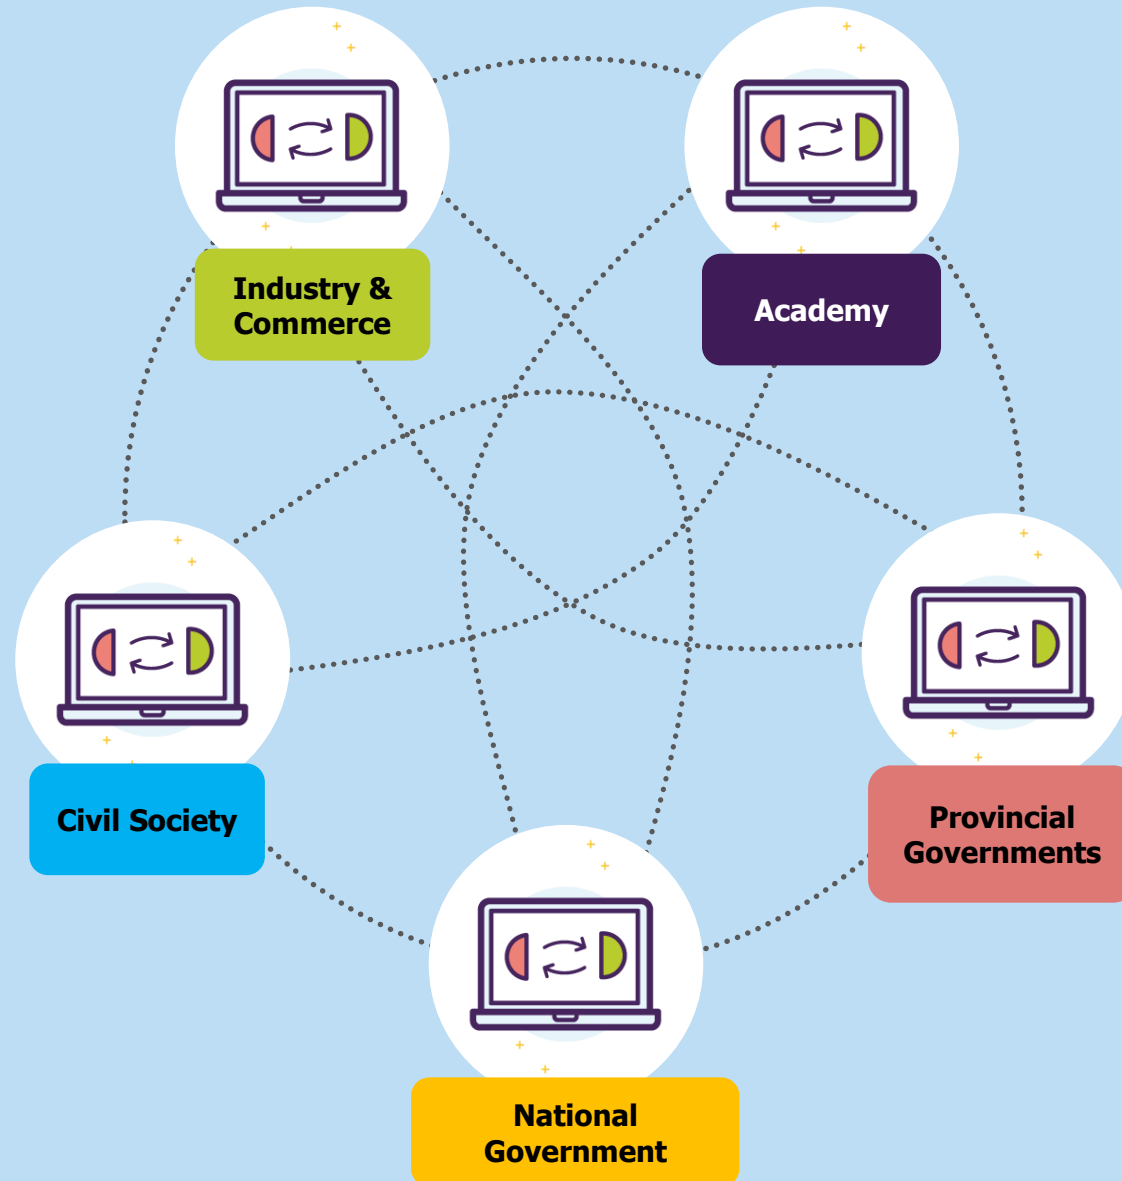 Industry &
Commerce
Academy
Civil Society
Provincial
Governments
National
Government